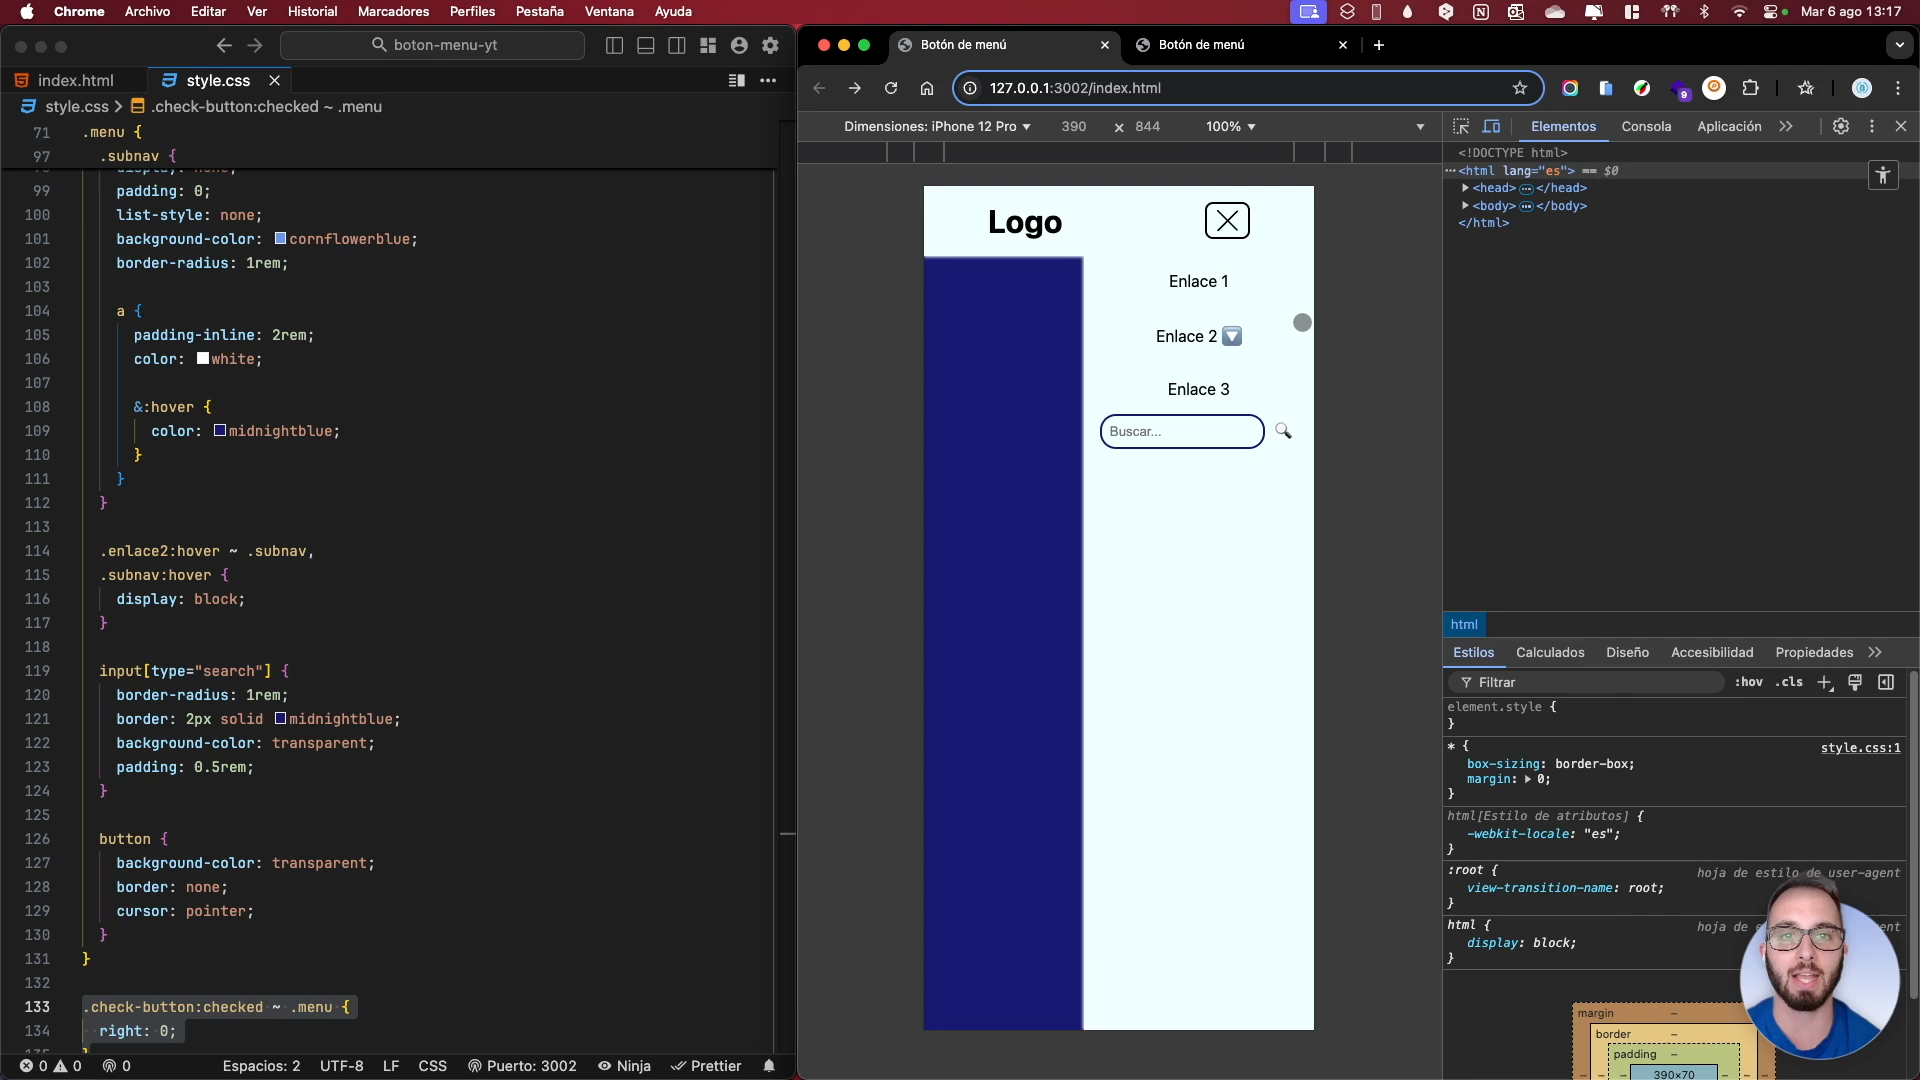 Chrome Archivo Editar Ver Historial Marcadores Perfiles Pestaña Ventana Ayuda
Mar 6 ago 13:17
boton-menu-yt
index.html
style.css
style.css > .check-button:checked ~ .menu
71 .menu {
97 .subnav {
99 padding: 0;
100 list-style: none;
101 background-color: cornflowerblue;
102 border-radius: 1rem;
103
104 a {
105 padding-inline: 2rem;
106 color: white;
107
108 &:hover {
109 color: midnightblue;
110 }
111 }
112 }
113
114 .enlace2:hover ~ .subnav,
115 .subnav:hover {
116 display: block;
117 }
118
119 input[type="search"] {
120 border-radius: 1rem;
121 border: 2px solid midnightblue;
122 background-color: transparent;
123 padding: 0.5rem;
124 }
125
126 button {
127 background-color: transparent;
128 border: none;
129 cursor: pointer;
130 }
131 }
132
133 .check-button:checked ~ .menu {
134 right: 0;
0 0 0 Espacios: 2 UTF-8 LF CSS Puerto: 3002 Ninja Prettier
Botón de menú
Botón de menú
127.0.0.1:3002/index.html
9
Dimensiones: iPhone 12 Pro 390 × 844 100%
Logo
Enlace 1
Enlace 2
Enlace 3
Buscar...
Elementos Consola Aplicación
<!DOCTYPE html>
<html lang="es"> == $0
<head> </head>
<body> </body>
</html>
html
Estilos Calculados Diseño Accesibilidad Propiedades
Filtrar :hov .cls
element.style {
}
* { style.css:1
box-sizing: border-box;
margin: 0;
}
html[Estilo de atributos] {
-webkit-locale: "es";
}
:root { hoja de estilo de user-agent
view-transition-name: root;
}
html { hoja de
display: block;
}
margin –
border –
padding –
390×70